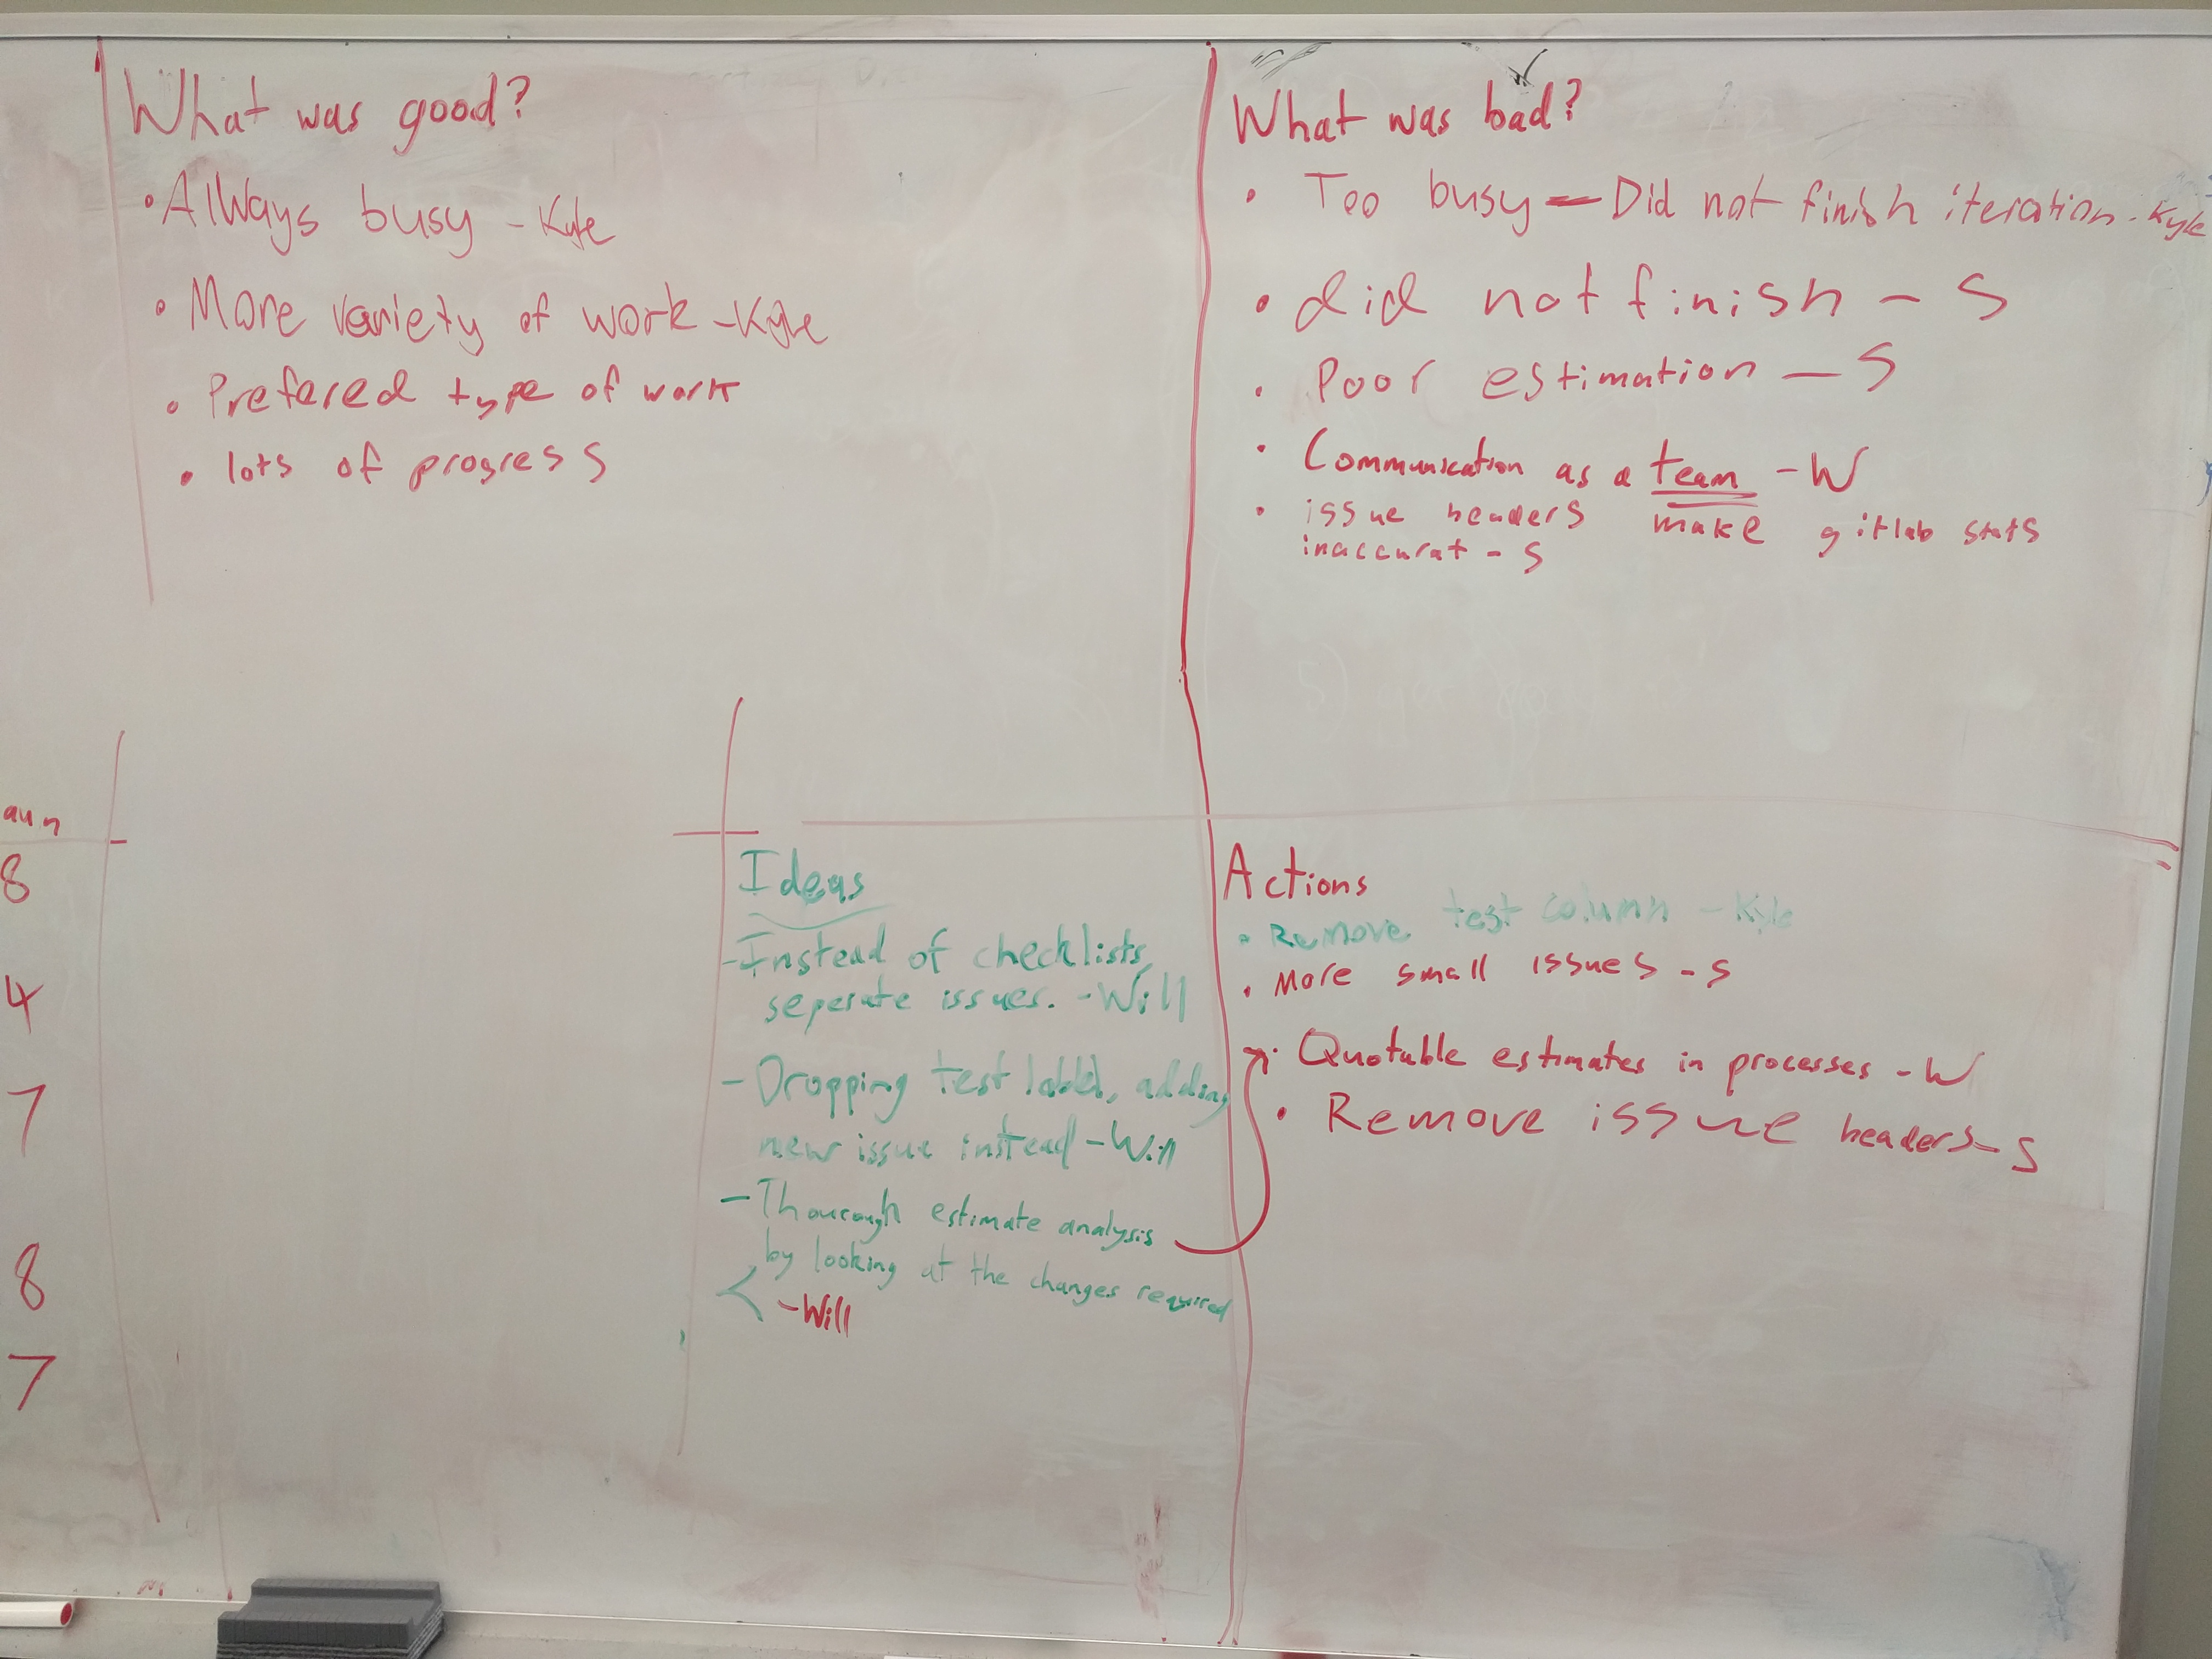 What was good?
• Always busy - Kyle
• More variety of work - Kyle
• Prefered type of work
• lots of progress
What was bad?
• Too busy - Did not finish iteration - Kyle
• did not finish - S
• Poor estimation - S
• Communication as a team - W
• issue headers make gitlab stats
inaccurat - S
8
4
7
8
7
Ideas
- Instead of checklists,
seperate issues. - Will
- Dropping test label, adding
new issue instead - Will
- Thourough estimate analysis
by looking at the changes required
- Will
Actions
• Remove test column - Kyle
• More small issues - S
• Quotable estimates in processes - W
• Remove issue headers - S